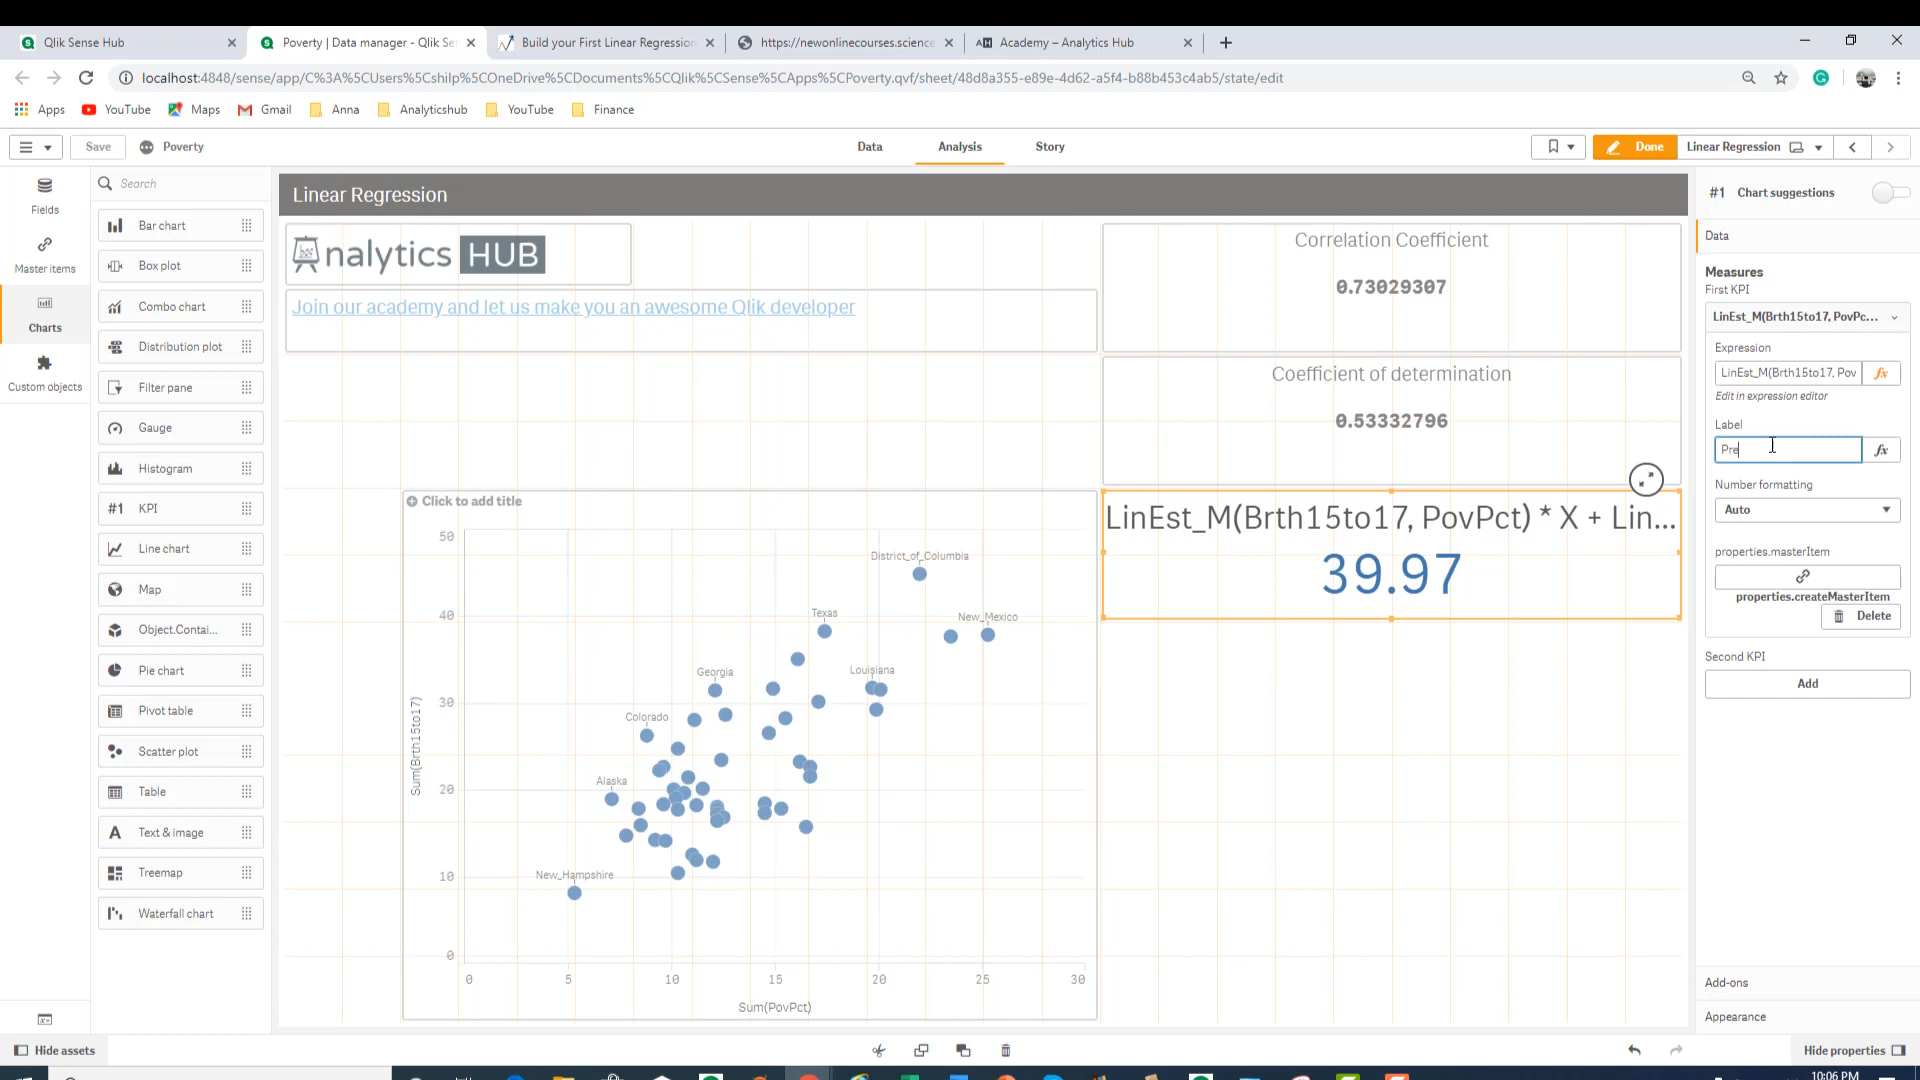 Qlik Sense Hub
Poverty | Data manager - Qlik Se
Build your First Linear Regression
https://newonlinecourses.science
Academy – Analytics Hub
localhost:4848/sense/app/C%3A%5CUsers%5Cshilp%5COneDrive%5CDocuments%5CQlik%5CSense%5CApps%5CPoverty.qvf/sheet/48d8a355-e89e-4d62-a5f4-b88b453c4ab5/state/edit
Apps
YouTube
Maps
Gmail
Anna
Analyticshub
YouTube
Finance
Save
Poverty
Data
Analysis
Story
Done
Linear Regression
Fields
Master items
Charts
Custom objects
Search
Bar chart
Box plot
Combo chart
Distribution plot
Filter pane
Gauge
Histogram
#1 KPI
Line chart
Map
Object.Contai...
Pie chart
Pivot table
Scatter plot
Table
A Text & image
Treemap
Waterfall chart
Linear Regression
nalytics HUB
Join our academy and let us make you an awesome Qlik developer
Correlation Coefficient
0.73029307
Coefficient of determination
0.53332796
LinEst_M(Brth15to17, PovPct) * X + Lin...
39.97
Click to add title
50
40
30
20
10
0
Sum(Brth15to17)
District_of_Columbia
Texas
New_Mexico
Georgia
Louisiana
Colorado
Alaska
New_Hampshire
0 5 10 15 20 25 30
Sum(PovPct)
#1 Chart suggestions
Data
Measures
First KPI
LinEst_M(Brth15to17, PovPc...
Expression
LinEst_M(Brth15to17, Pov
fx
Edit in expression editor
Label
Pre
fx
Number formatting
Auto
properties.masterItem
properties.createMasterItem
Delete
Second KPI
Add
Add-ons
Appearance
Hide assets
Hide properties
10:06 PM